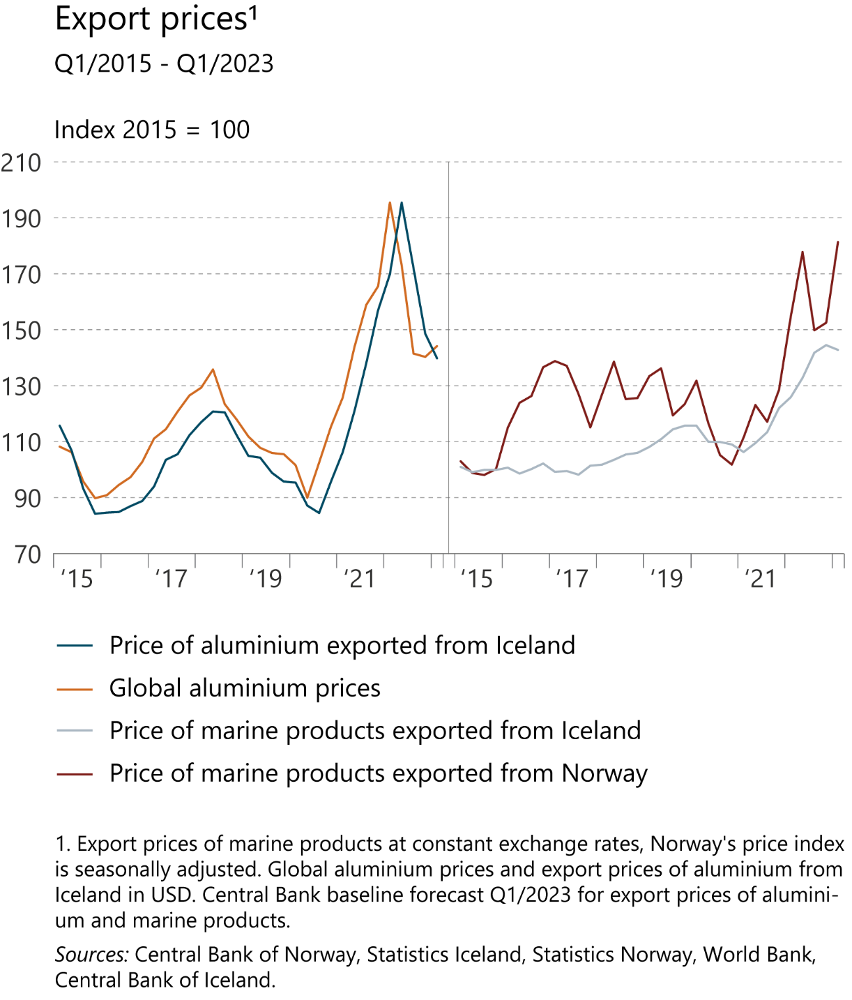 Export prices¹
Q1/2015 - Q1/2023
Index 2015 = 100
210
190
170
150
130
110
90
70
‘15 ‘17 ‘19 ‘21 ‘15 ‘17 ‘19 ‘21
Price of aluminium exported from Iceland
Global aluminium prices
Price of marine products exported from Iceland
Price of marine products exported from Norway
1. Export prices of marine products at constant exchange rates, Norway's price index
is seasonally adjusted. Global aluminium prices and export prices of aluminium from
Iceland in USD. Central Bank baseline forecast Q1/2023 for export prices of alumini-
um and marine products.
Sources: Central Bank of Norway, Statistics Iceland, Statistics Norway, World Bank,
Central Bank of Iceland.